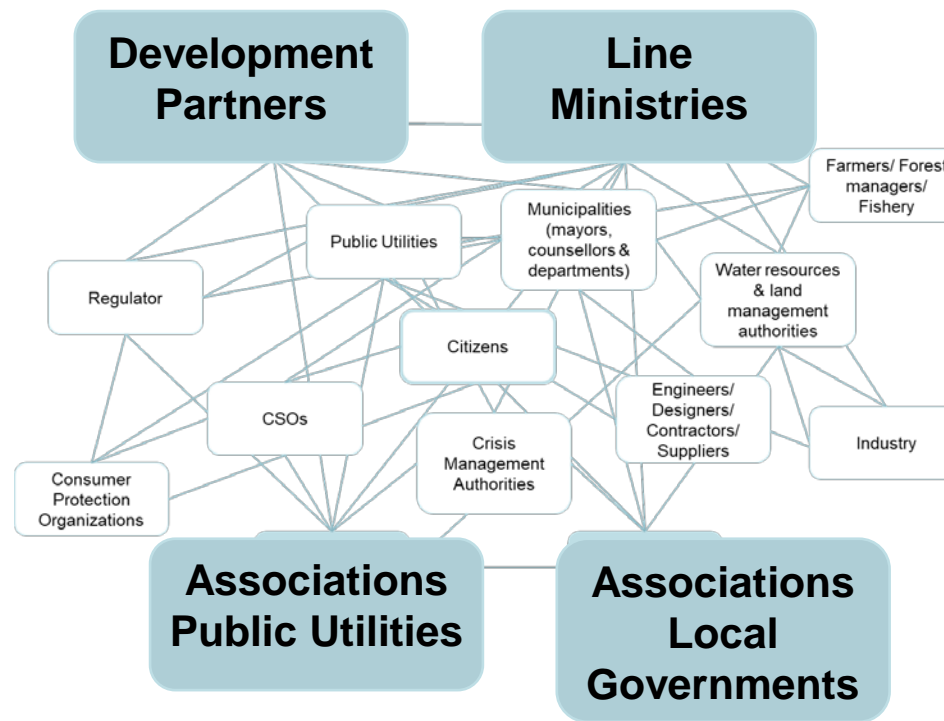 Development
Partners
Line
Ministries
Farmers/ Forest
managers/
Fishery
Public Utilities
Municipalities
(mayors,
counsellors &
departments)
Regulator
Water resources
& land
management
authorities
Citizens
CSOs
Engineers/
Designers/
Contractors/
Suppliers
Crisis
Management
Authorities
Industry
Consumer
Protection
Organizations
Associations
Public Utilities
Associations
Local
Governments